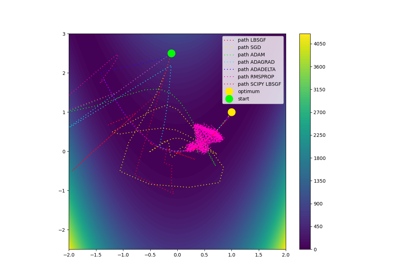 3
2
1
0
−1
−2
−2.0
−1.5
−1.0
−0.5
0.0
0.5
1.0
1.5
2.0
path LBSGF
path SGD
path ADAM
path ADAGRAD
path ADADELTA
path RMSPROP
path SCIPY LBSGF
optimum
start
4050
3600
3150
2700
2250
1800
1350
900
450
0